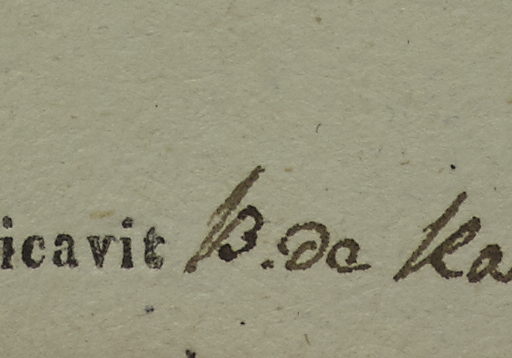 icavit B. de Ka